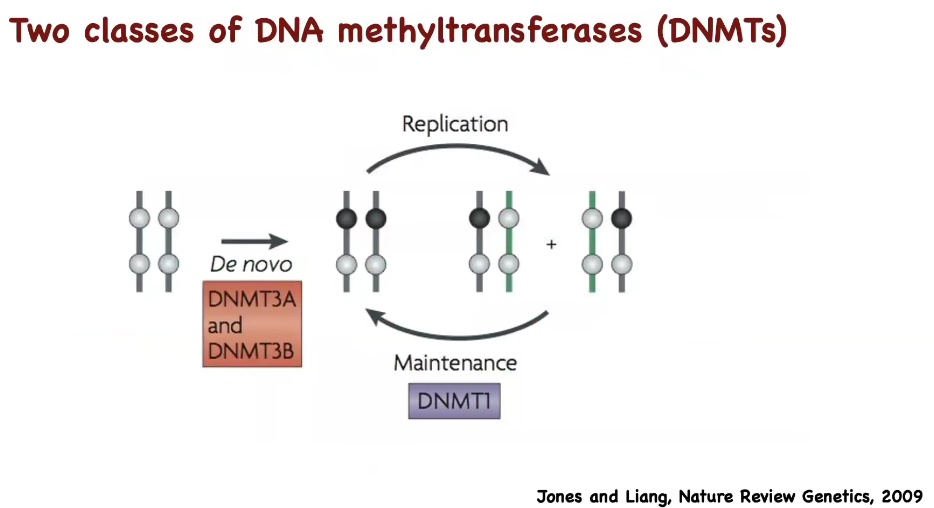 Two classes of DNA methyltransferases (DNMTs)
Replication
+
De novo
DNMT3A
and
DNMT3B
Maintenance
DNMT1
Jones and Liang, Nature Review Genetics, 2009